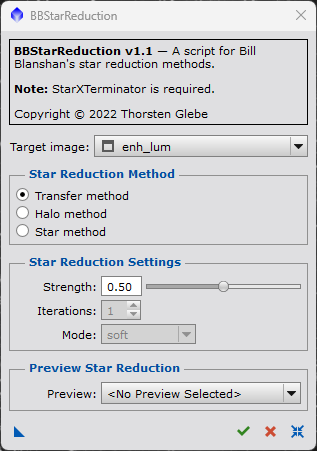 BBStarReduction
BBStarReduction v1.1 — A script for Bill
Blanshan's star reduction methods.
Note: StarXTerminator is required.
Copyright © 2022 Thorsten Glebe
Target image: enh_lum
Star Reduction Method
Transfer method
Halo method
Star method
Star Reduction Settings
Strength: 0.50
Iterations: 1
Mode: soft
Preview Star Reduction
Preview: <No Preview Selected>